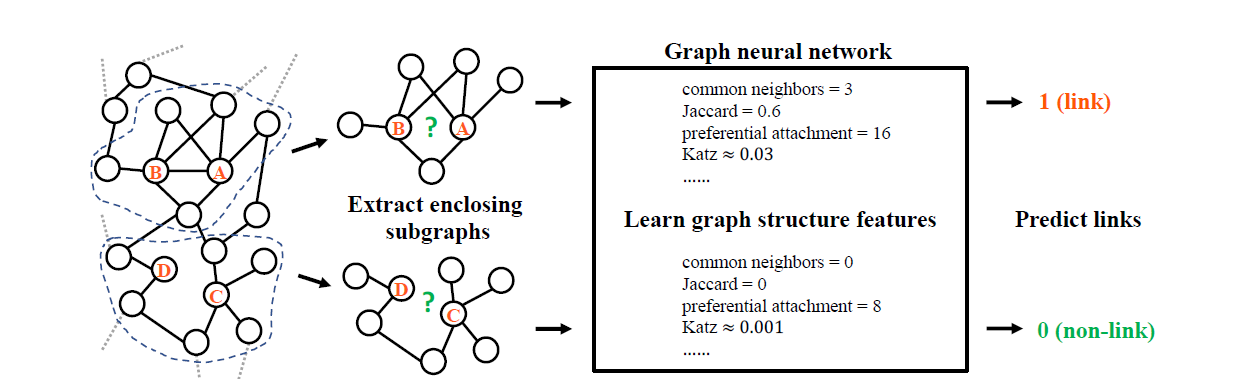 Graph neural network
common neighbors = 3
Jaccard = 0.6
preferential attachment = 16
Katz ≈ 0.03
......
1 (link)
B
A
B
?
A
Extract enclosing
subgraphs
Learn graph structure features
Predict links
D
C
D
?
C
common neighbors = 0
Jaccard = 0
preferential attachment = 8
Katz ≈ 0.001
......
0 (non-link)